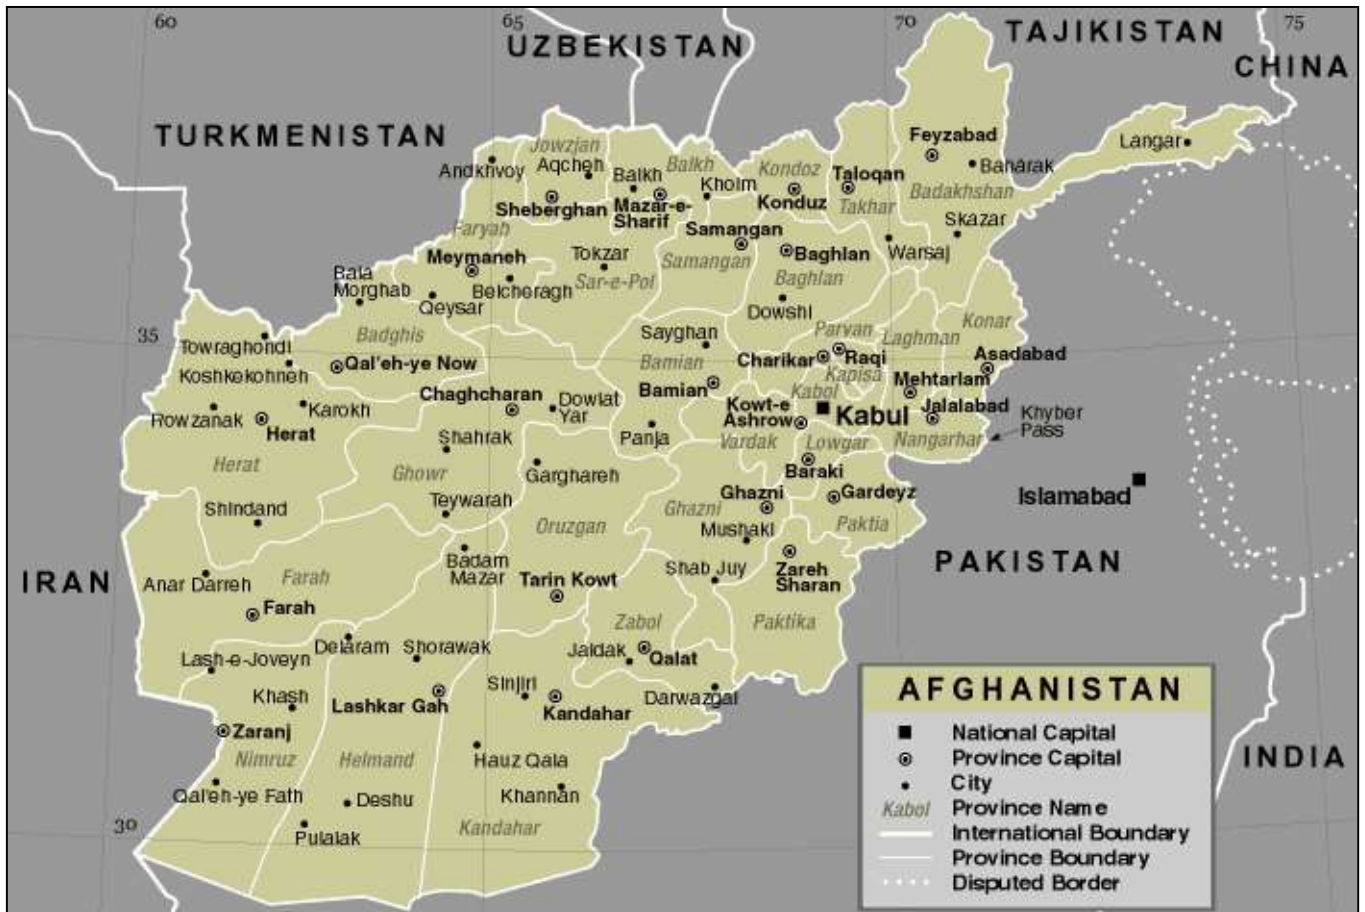 60
65
70
75
UZBEKISTAN
TAJIKISTAN
CHINA
TURKMENISTAN
Feyzabad
Langar
Jowzjan
Andkhvoy
Aqcheh
Balkh
Balkh
Kholm
Kondoz
Taloqan
Baharak
Badakhshan
Sheberghan
Mazar-e-
Sharif
Konduz
Takhar
Skazar
Faryab
Samangan
Warsaj
Meymaneh
Tokzar
Samangan
Baghlan
Baghlan
Bala
Morghab
Qeysar
Belcheragh
Sar-e-Pol
Dowshi
35
Towraghondi
Badghis
Sayghan
Parvan
Laghman
Konar
Koshkekohneh
Qal'eh-ye Now
Bamian
Charikar
Raqi
Asadabad
Kapisa
Mehtarlam
Rowzanak
Karokh
Herat
Chaghcharan
Dowlat
Yar
Bamian
Kabol
Kowt-e
Ashrow
Kabul
Jalalabad
Khyber
Pass
Herat
Shahrak
Ghowr
Panja
Vardak
Lowgar
Nangarhar
Garghareh
Baraki
Islamabad
Shindand
Teywarah
Oruzgan
Ghazni
Ghazni
Gardeyz
Mushaki
Paktia
IRAN
Anar Darreh
Farah
Farah
Badam
Mazar
Tarin Kowt
Shab Juy
Zareh
Sharan
PAKISTAN
Zabol
Paktika
Lash-e-Joveyn
Delaram
Shorawak
Jaldak
Qalat
Khash
Lashkar Gah
Sinjiri
Kandahar
Darwazgai
Zaranj
Nimruz
Helmand
Hauz Qala
Qal'eh-ye Fath
Deshu
Khannan
Pulalak
Kandahar
30
INDIA
AFGHANISTAN
National Capital
Province Capital
City
Kabol Province Name
International Boundary
Province Boundary
Disputed Border